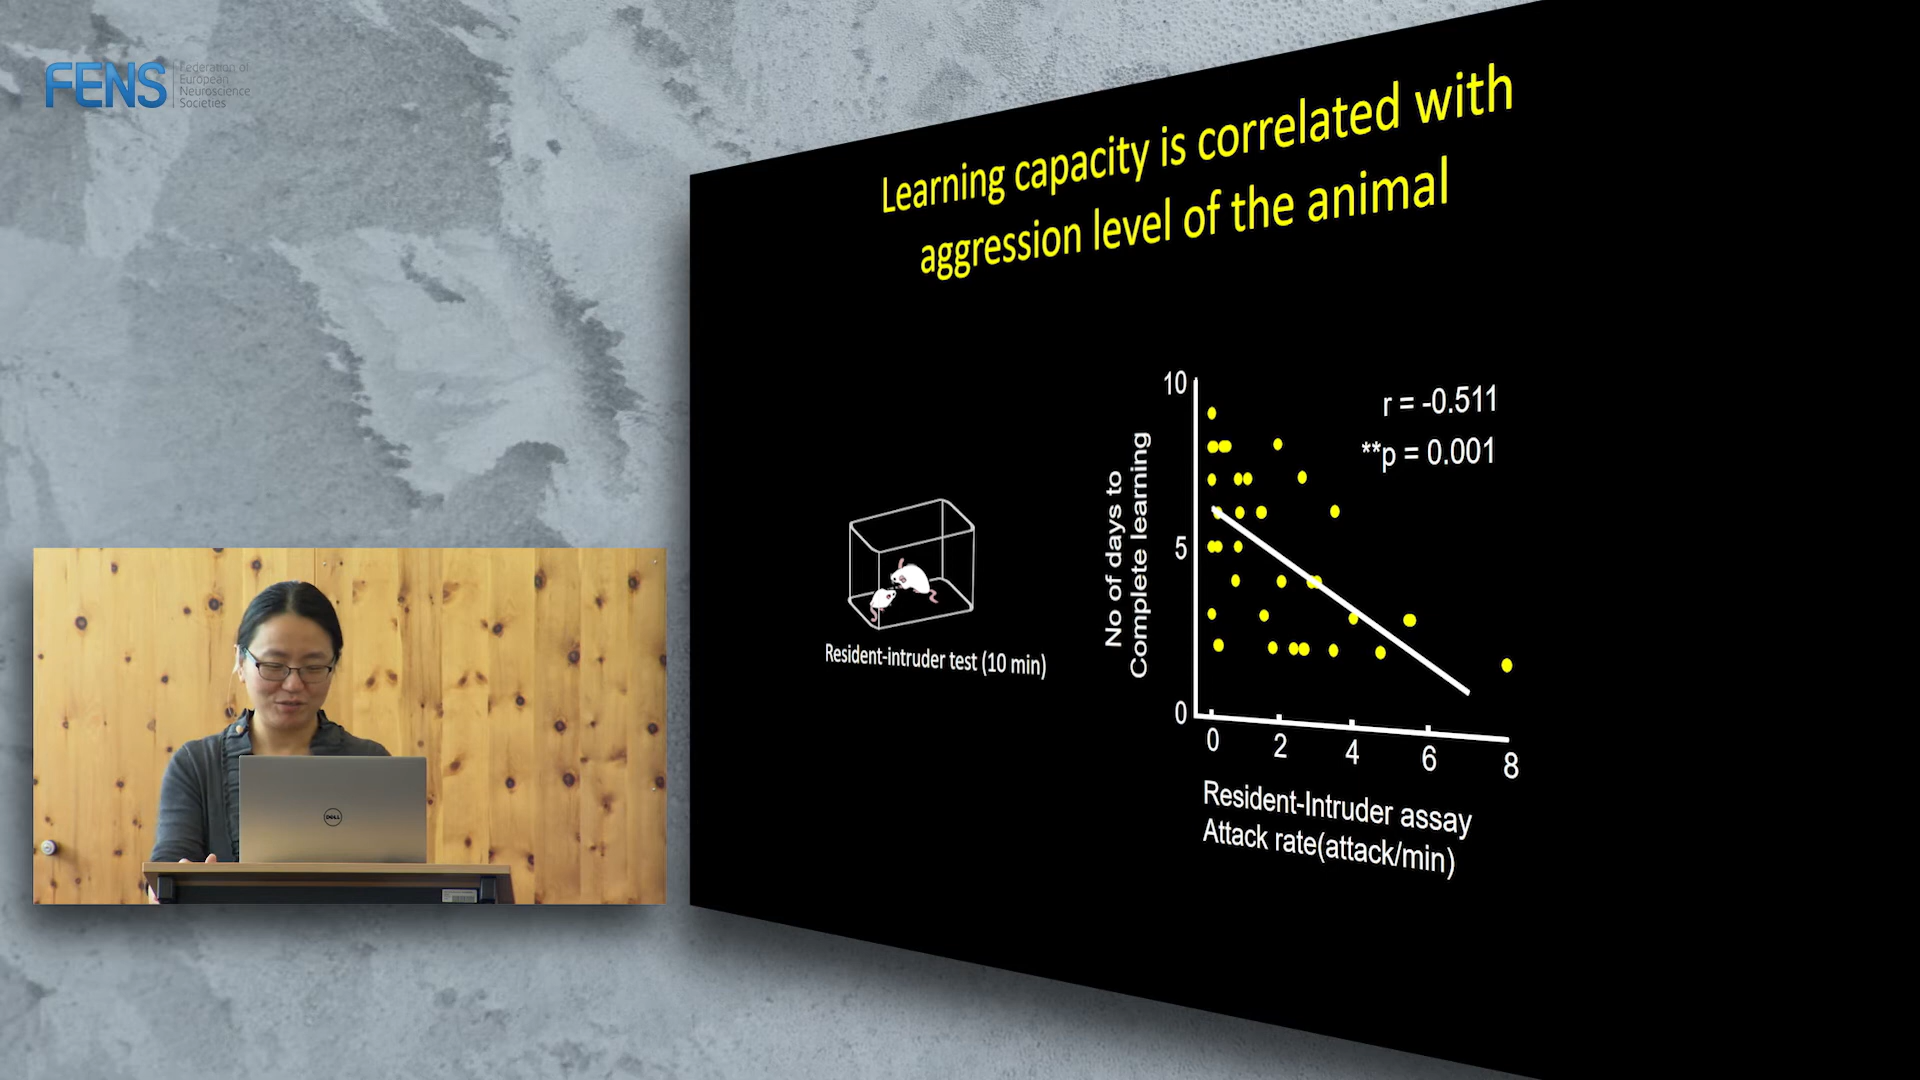 FENS
Federation of
European
Neuroscience
Societies
Learning capacity is correlated with
aggression level of the animal
Resident-intruder test (10 min)
No of days to
Complete learning
10
5
0
r = -0.511
**p = 0.001
0 2 4 6 8
Resident-Intruder assay
Attack rate(attack/min)
DELL